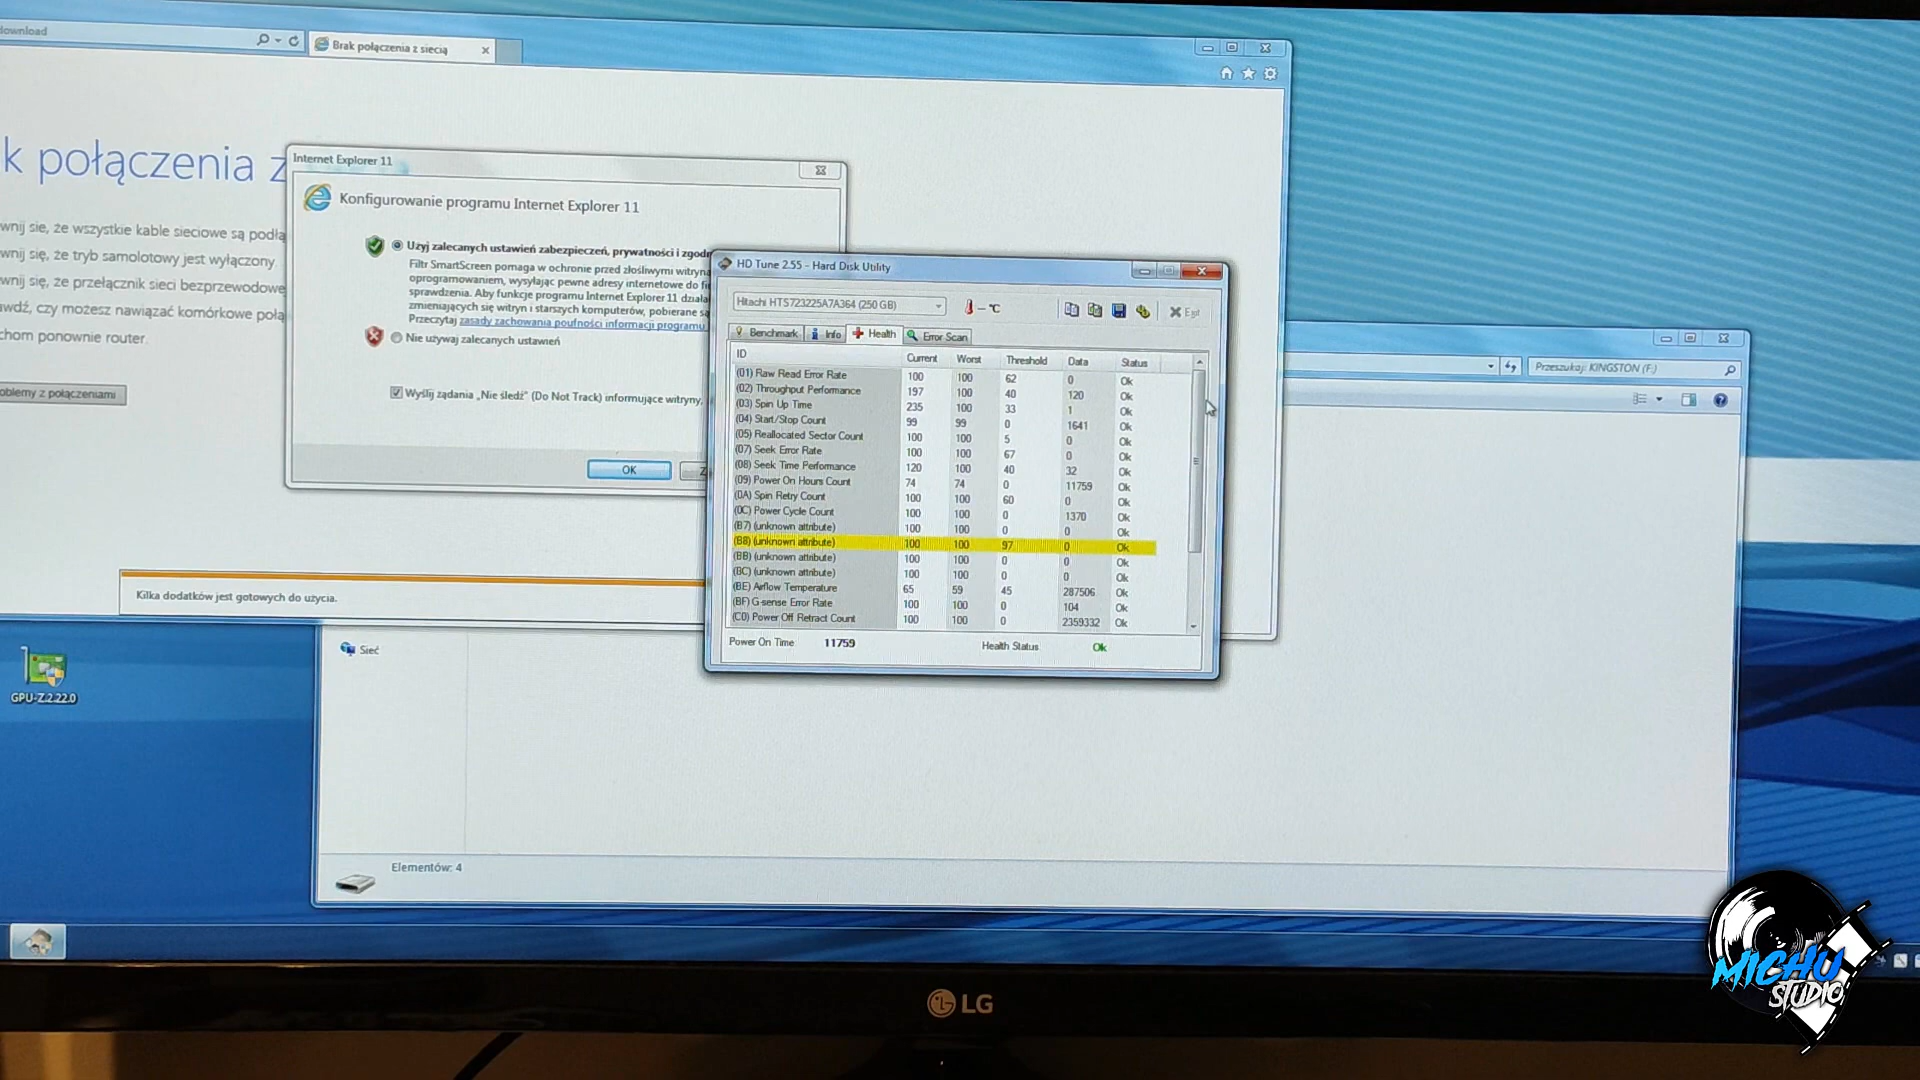 download
Brak połączenia z siecią
k połączenia z
wnij sie, że wszystkie kable sieciowe są podłą
wnij się, że tryb samolotowy jest wyłączony.
wnij się, że przełącznik sieci bezprzewodowe
awdź, czy możesz nawiązać komórkowe połą
chom ponownie router.
oblemy z połączeniami
Internet Explorer 11
Konfigurowanie programu Internet Explorer 11
Użyj zalecanych ustawień zabezpieczeń, prywatności i zgodn
Filtr SmartScreen pomaga w ochronie przed złośliwymi witryna
oprogramowaniem, wysyłając pewne adresy internetowe do fi
sprawdzenia. Aby funkcje programu Internet Explorer 11 działa
zmieniających się witryn i starszych komputerów, pobierane są
Przeczytaj zasady zachowania poufności informacji programu
Nie używaj zalecanych ustawień
Wyślij żądania „Nie śledź” (Do Not Track) informujące witryny,
OK
Z
Kilka dodatków jest gotowych do użycia.
HD Tune 2.55 - Hard Disk Utility
Hitachi HTS723225A7A364 (250 GB)
– °C
Exit
Benchmark Info Health Error Scan
ID Current Worst Threshold Data Status
(01) Raw Read Error Rate 100 100 62 0 Ok
(02) Throughput Performance 197 100 40 120 Ok
(03) Spin Up Time 235 100 33 1 Ok
(04) Start/Stop Count 99 99 0 1641 Ok
(05) Reallocated Sector Count 100 100 5 0 Ok
(07) Seek Error Rate 100 100 67 0 Ok
(08) Seek Time Performance 120 100 40 32 Ok
(09) Power On Hours Count 74 74 0 11759 Ok
(0A) Spin Retry Count 100 100 60 0 Ok
(0C) Power Cycle Count 100 100 0 1370 Ok
(B7) (unknown attribute) 100 100 0 0 Ok
(B8) (unknown attribute) 100 100 97 0 Ok
(BB) (unknown attribute) 100 100 0 0 Ok
(BC) (unknown attribute) 100 100 0 0 Ok
(BE) Airflow Temperature 65 59 45 287506 Ok
(BF) G-sense Error Rate 100 100 0 104 Ok
(C0) Power Off Retract Count 100 100 0 2359332 Ok
Power On Time 11759 Health Status Ok
Przeszukaj: KINGSTON (F:)
Sieć
Elementów: 4
GPU-Z.2.22.0
LG
MICHU
STUDIO